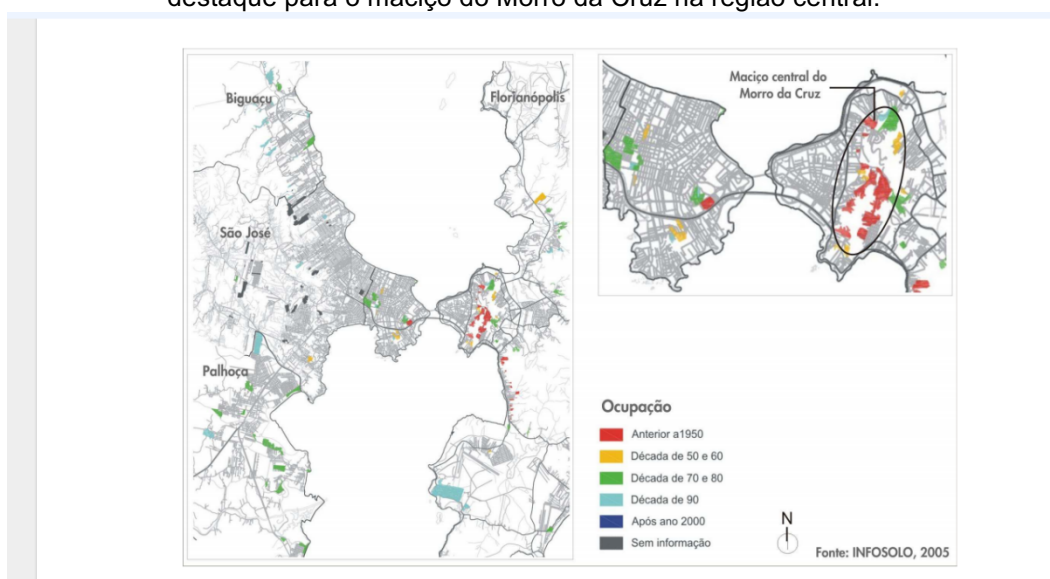 destaque para o maciço do Morro da Cruz na região central.
Biguaçu
Florianópolis
São José
Palhoça
Maciço central do
Morro da Cruz
Ocupação
Anterior a1950
Década de 50 e 60
Década de 70 e 80
Década de 90
Após ano 2000
Sem informação
N
Fonte: INFOSOLO, 2005